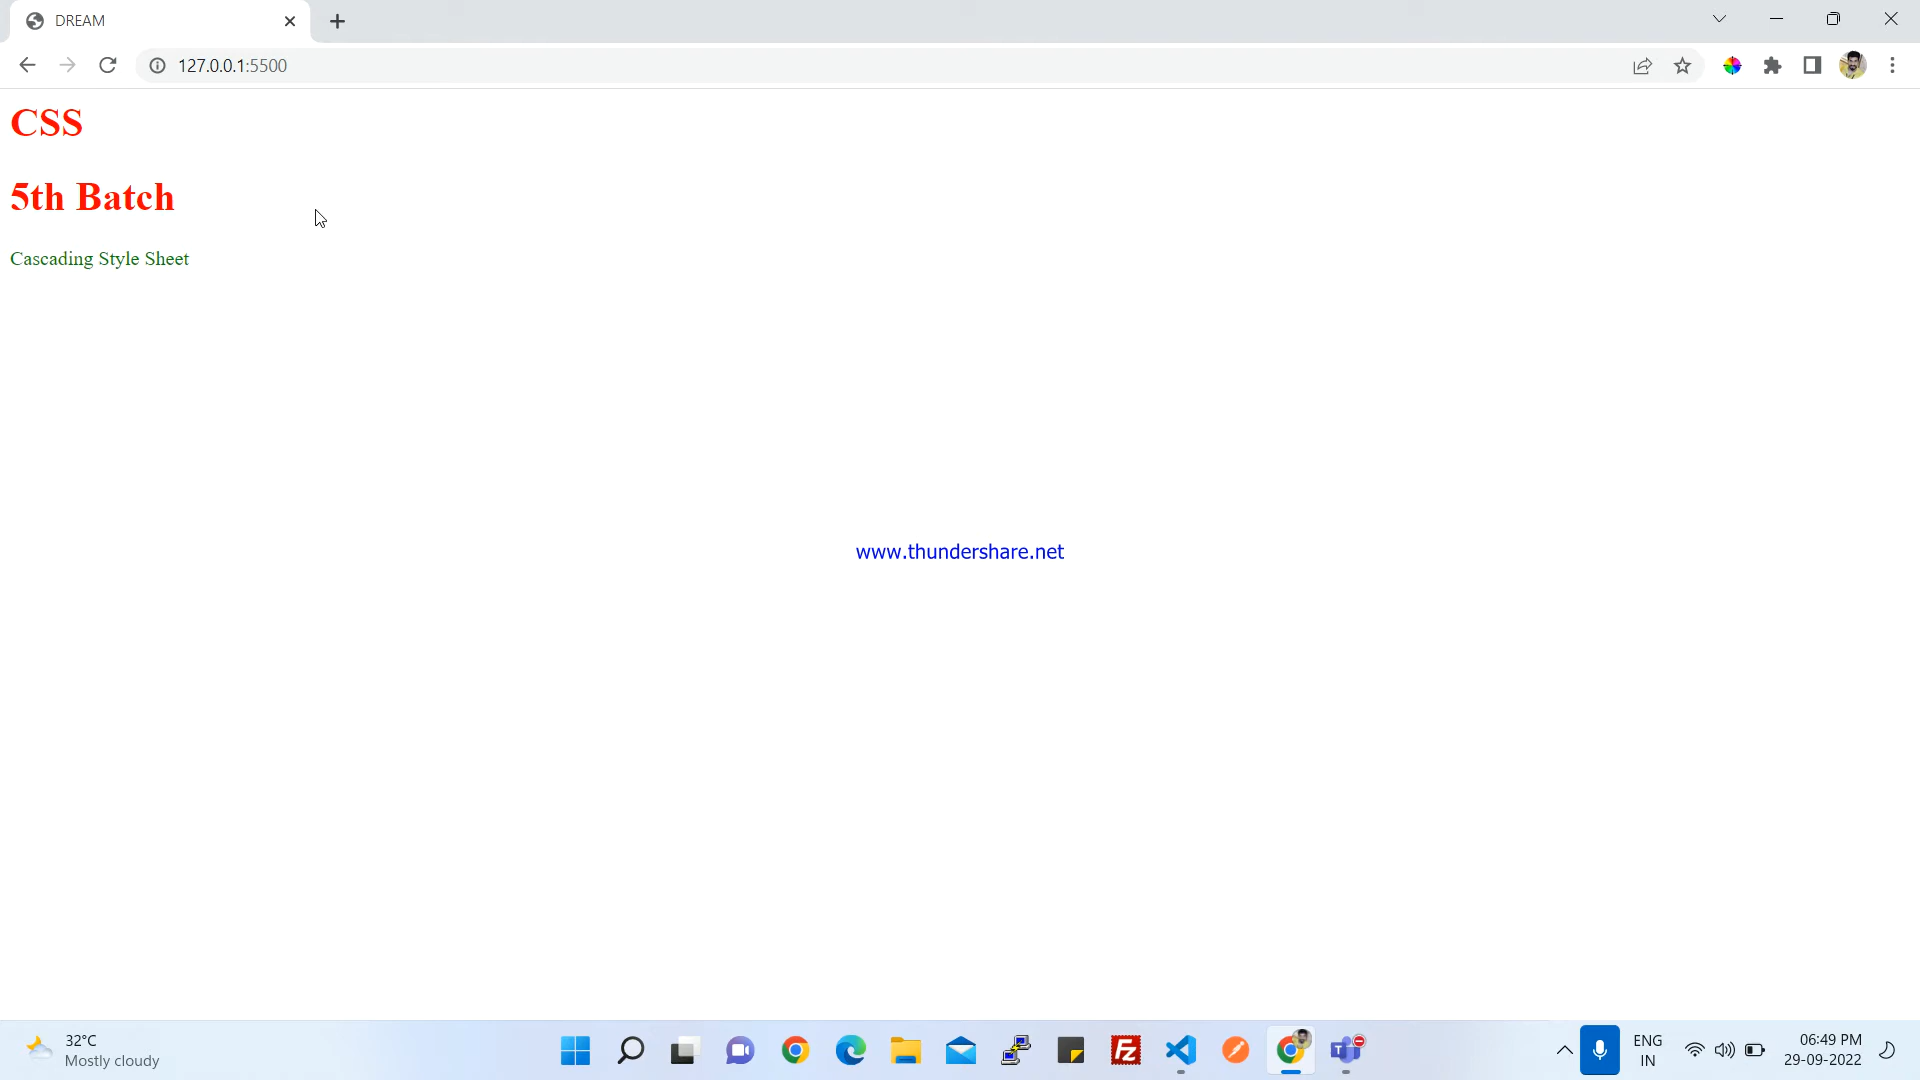 DREAM
127.0.0.1:5500
CSS
5th Batch
Cascading Style Sheet
www.thundershare.net
32°C
Mostly cloudy
ENG
IN
06:49 PM
29-09-2022